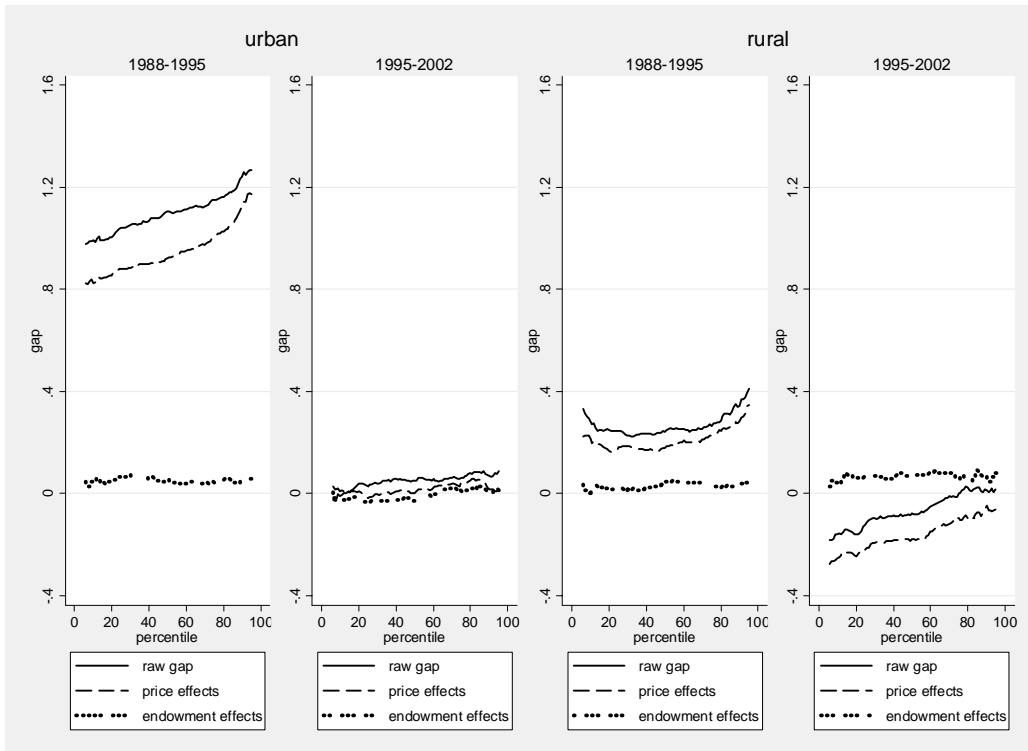 urban
rural
1988-1995
1995-2002
1988-1995
1995-2002
1.6
1.2
.8
.4
0
-.4
gap
0 20 40 60 80 100
percentile
raw gap
price effects
endowment effects
1.6
1.2
.8
.4
0
-.4
gap
0 20 40 60 80 100
percentile
raw gap
price effects
endowment effects
1.6
1.2
.8
.4
0
-.4
gap
0 20 40 60 80 100
percentile
raw gap
price effects
endowment effects
1.6
1.2
.8
.4
0
-.4
gap
0 20 40 60 80 100
percentile
raw gap
price effects
endowment effects